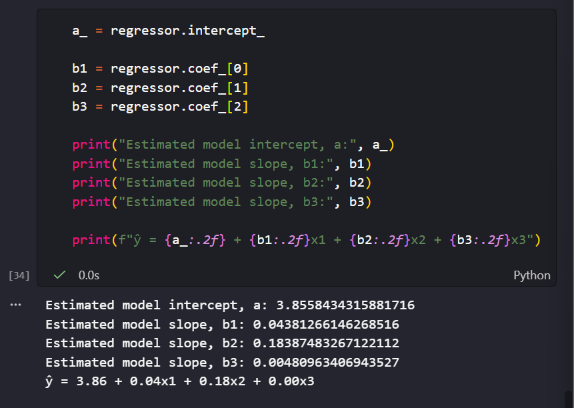 a_ = regressor.intercept_
b1 = regressor.coef_[0]
b2 = regressor.coef_[1]
b3 = regressor.coef_[2]
print("Estimated model intercept, a:", a_)
print("Estimated model slope, b1:", b1)
print("Estimated model slope, b2:", b2)
print("Estimated model slope, b3:", b3)
print(f"ŷ = {a_:.2f} + {b1:.2f}x1 + {b2:.2f}x2 + {b3:.2f}x3")
[34] ✓ 0.0s Python
... Estimated model intercept, a: 3.8558434315881716
Estimated model slope, b1: 0.04381266146268516
Estimated model slope, b2: 0.18387483267122112
Estimated model slope, b3: 0.00480963406943527
ŷ = 3.86 + 0.04x1 + 0.18x2 + 0.00x3